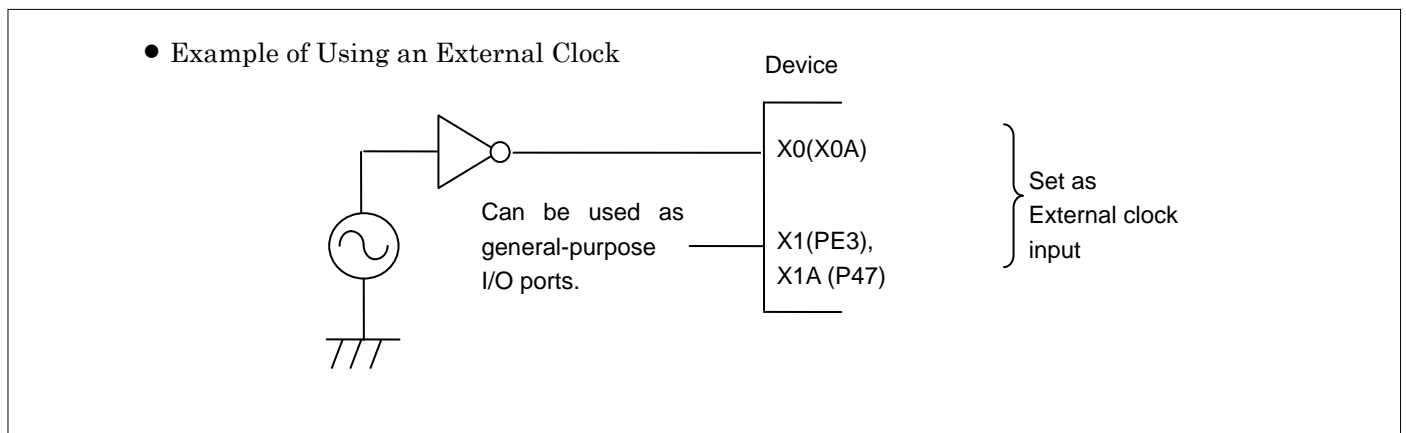 ● Example of Using an External Clock
Device
X0(X0A)
Can be used as
general-purpose
I/O ports.
X1(PE3),
X1A (P47)
Set as
External clock
input